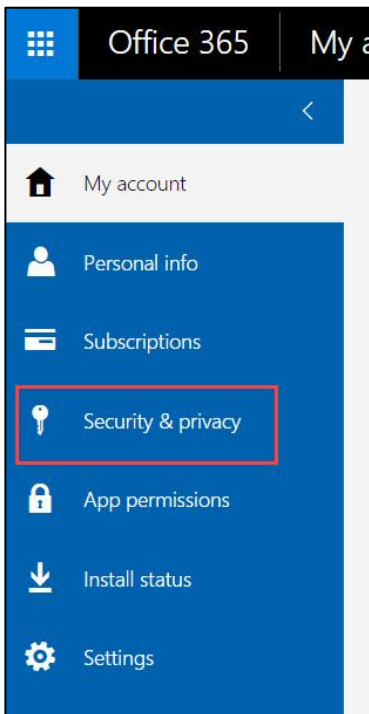 Office 365 My
My account
Personal info
Subscriptions
Security & privacy
App permissions
Install status
Settings